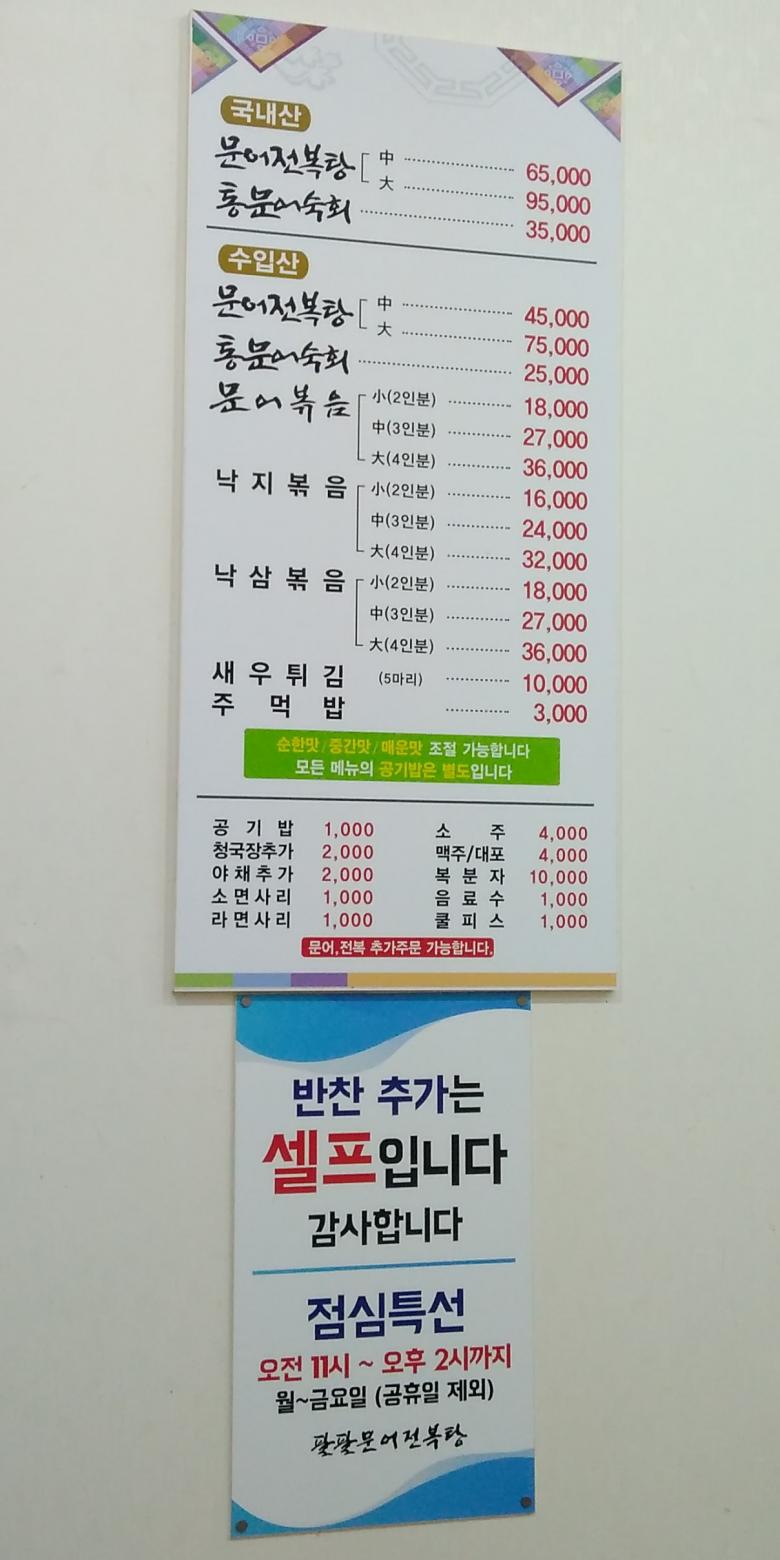 국내산
문어전복탕 中 65,000
大 95,000
통문어숙회 35,000
수입산
문어전복탕 中 45,000
大 75,000
통문어숙회 25,000
문어볶음 小(2인분) 18,000
中(3인분) 27,000
大(4인분) 36,000
낙지볶음 小(2인분) 16,000
中(3인분) 24,000
大(4인분) 32,000
낙삼볶음 小(2인분) 18,000
中(3인분) 27,000
大(4인분) 36,000
새우튀김 (5마리) 10,000
주먹밥 3,000
순한맛/중간맛/매운맛 조절 가능합니다
모든 메뉴의 공기밥은 별도입니다
공기밥 1,000 소주 4,000
청국장추가 2,000 맥주/대포 4,000
야채추가 2,000 복분자 10,000
소면사리 1,000 음료수 1,000
라면사리 1,000 쿨피스 1,000
문어,전복 추가주문 가능합니다.
반찬 추가는
셀프입니다
감사합니다
점심특선
오전 11시 ~ 오후 2시까지
월~금요일 (공휴일 제외)
팔팔문어전복탕